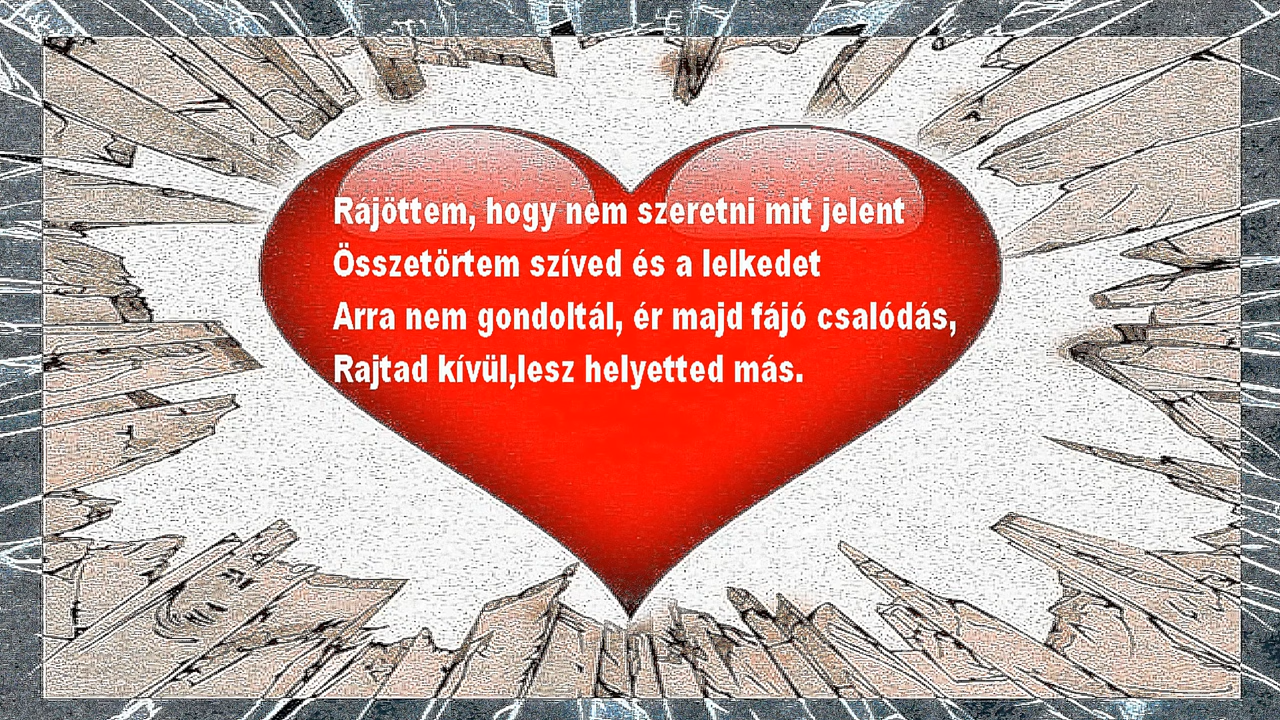 Rájöttem, hogy nem szeretni mit jelent
Összetörtem szíved és a lelkedet
Arra nem gondoltál, ér majd fájó csalódás,
Rajtad kívül,lesz helyetted más.